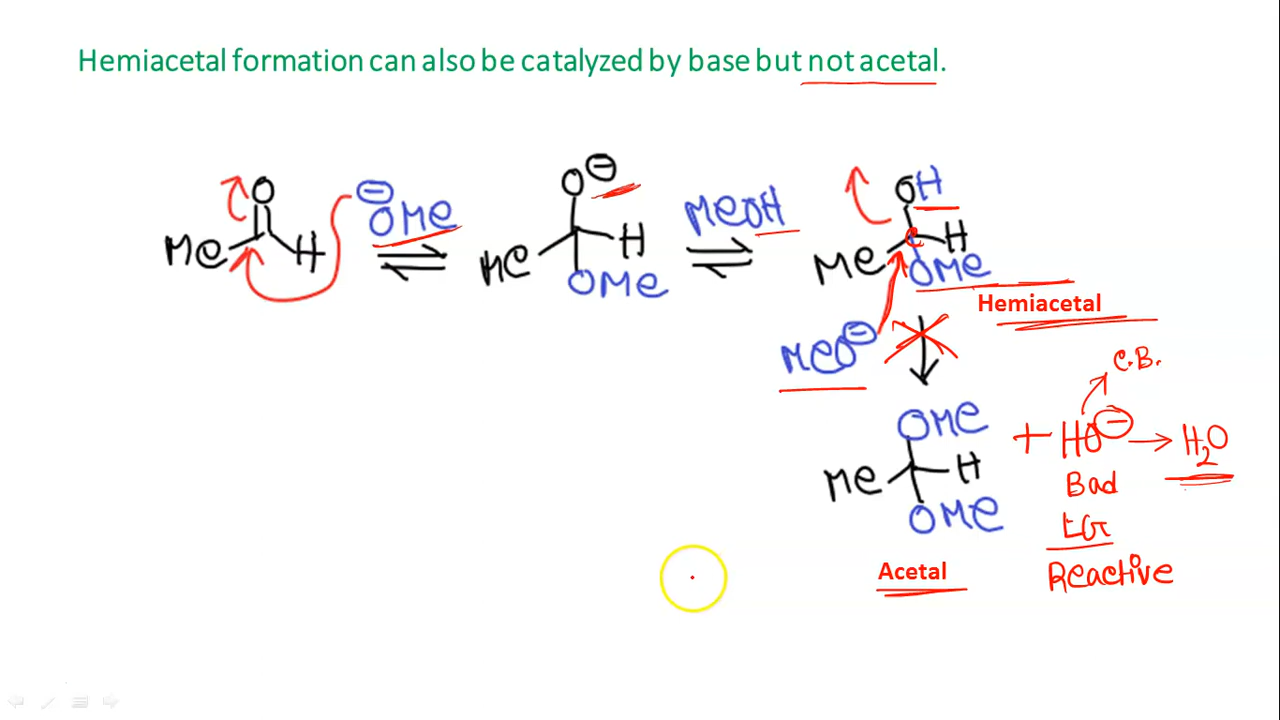 Hemiacetal formation can also be catalyzed by base but not acetal.
O
Me
H
⊖
OMe
O ⊖
Me
H
OMe
MeOH
OH
Me
H
OMe
Hemiacetal
MeO ⊖
C.B.
OMe
Me
H
OMe
+ HO ⊖ → H2O
Bad
LG
Reactive
Acetal